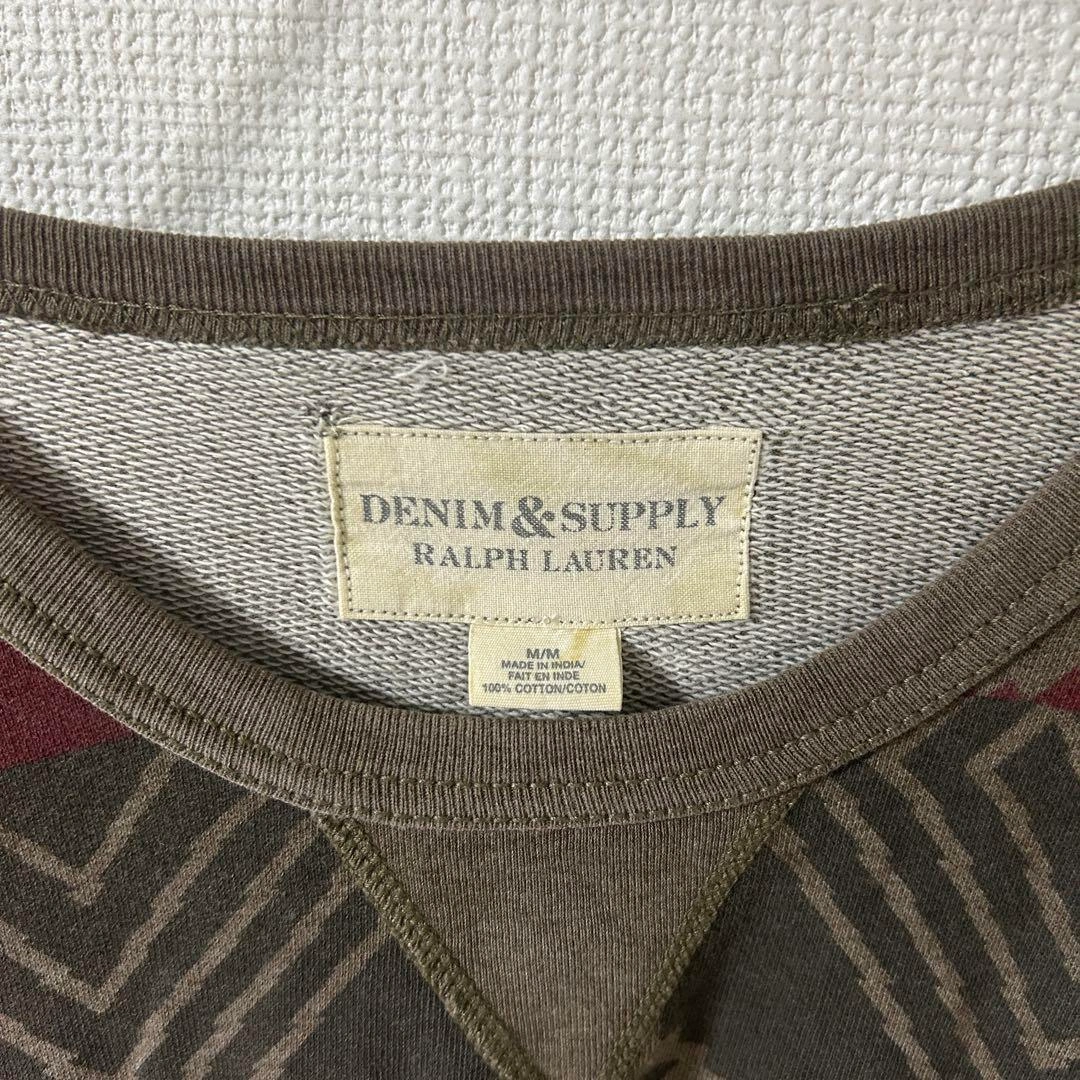 DENIM & SUPPLY
RALPH LAUREN
M/M
MADE IN INDIA/
FAIT EN INDE
100% COTTON/COTON